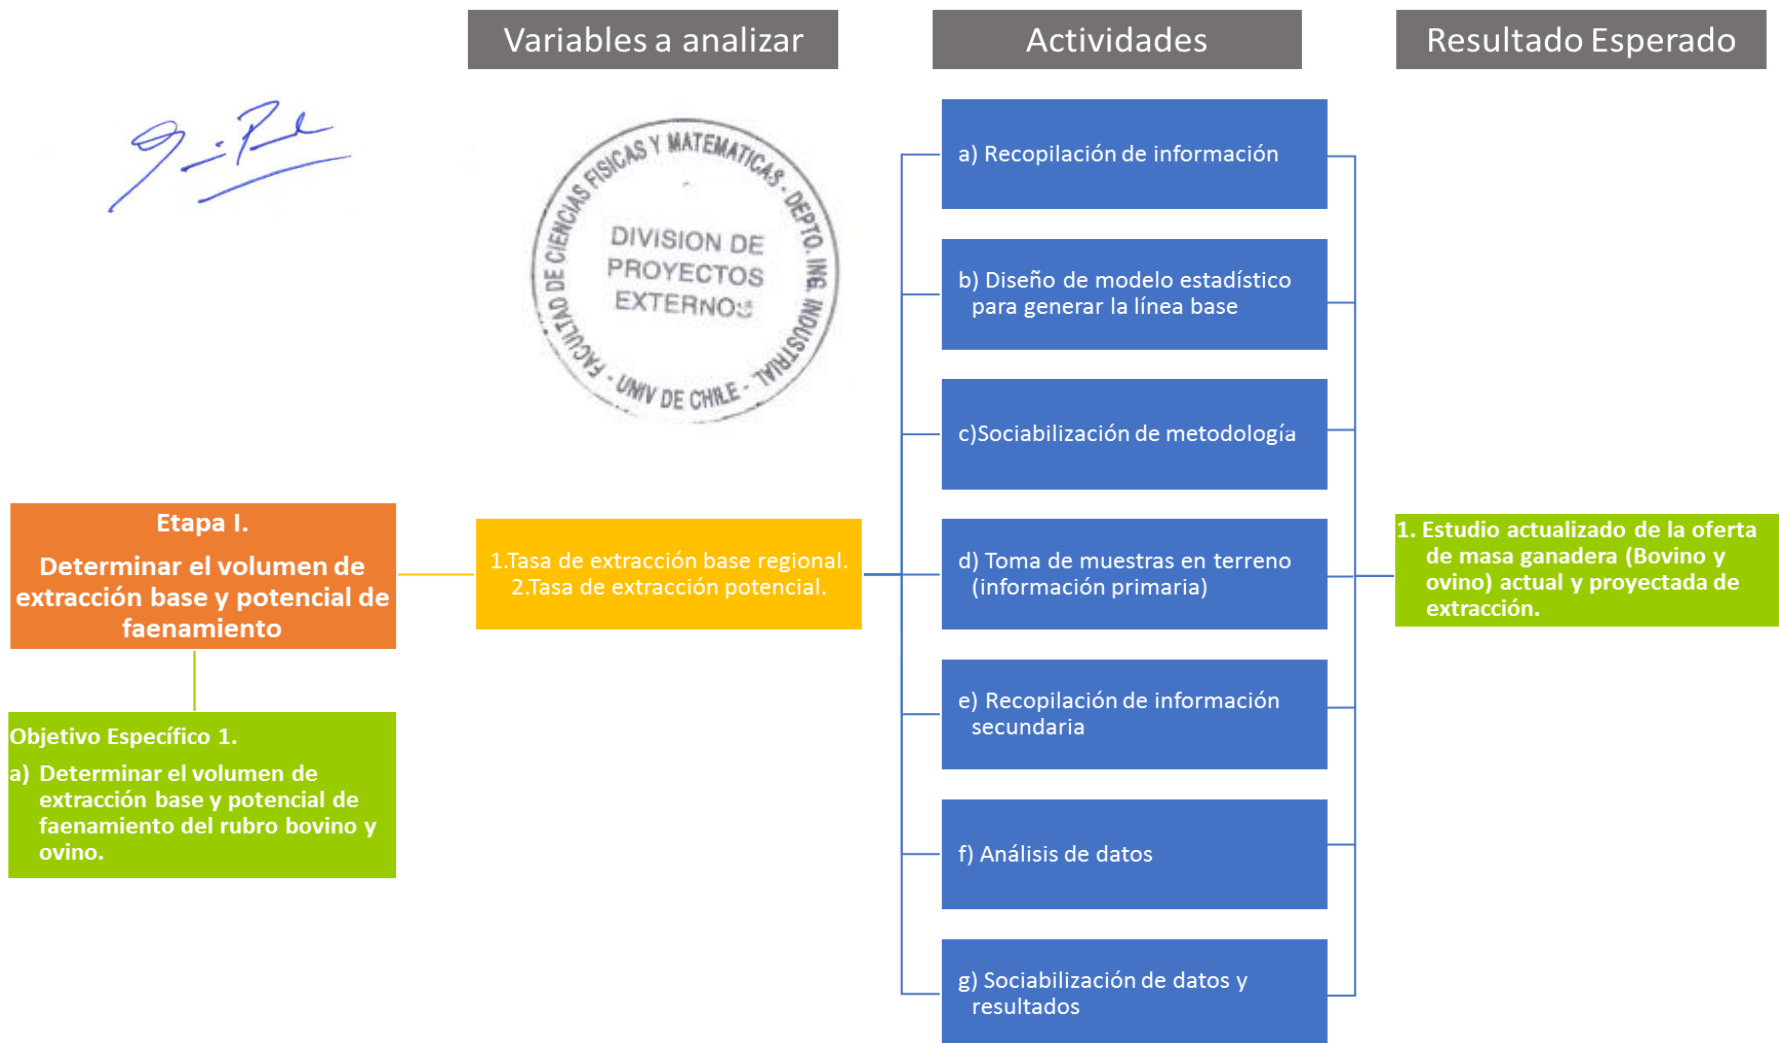 Variables a analizar
Actividades
Resultado Esperado
FACULTAD DE CIENCIAS FISICAS Y MATEMATICAS - DEPTO. ING. INDUSTRIAL - UNIV DE CHILE -
DIVISION DE
PROYECTOS
EXTERNOS
Etapa I.
Determinar el volumen de
extracción base y potencial de
faenamiento
Objetivo Específico 1.
a) Determinar el volumen de
extracción base y potencial de
faenamiento del rubro bovino y
ovino.
1.Tasa de extracción base regional.
2.Tasa de extracción potencial.
a) Recopilación de información
b) Diseño de modelo estadístico
para generar la línea base
c)Sociabilización de metodología
d) Toma de muestras en terreno
(información primaria)
e) Recopilación de información
secundaria
f) Análisis de datos
g) Sociabilización de datos y
resultados
1. Estudio actualizado de la oferta
de masa ganadera (Bovino y
ovino) actual y proyectada de
extracción.